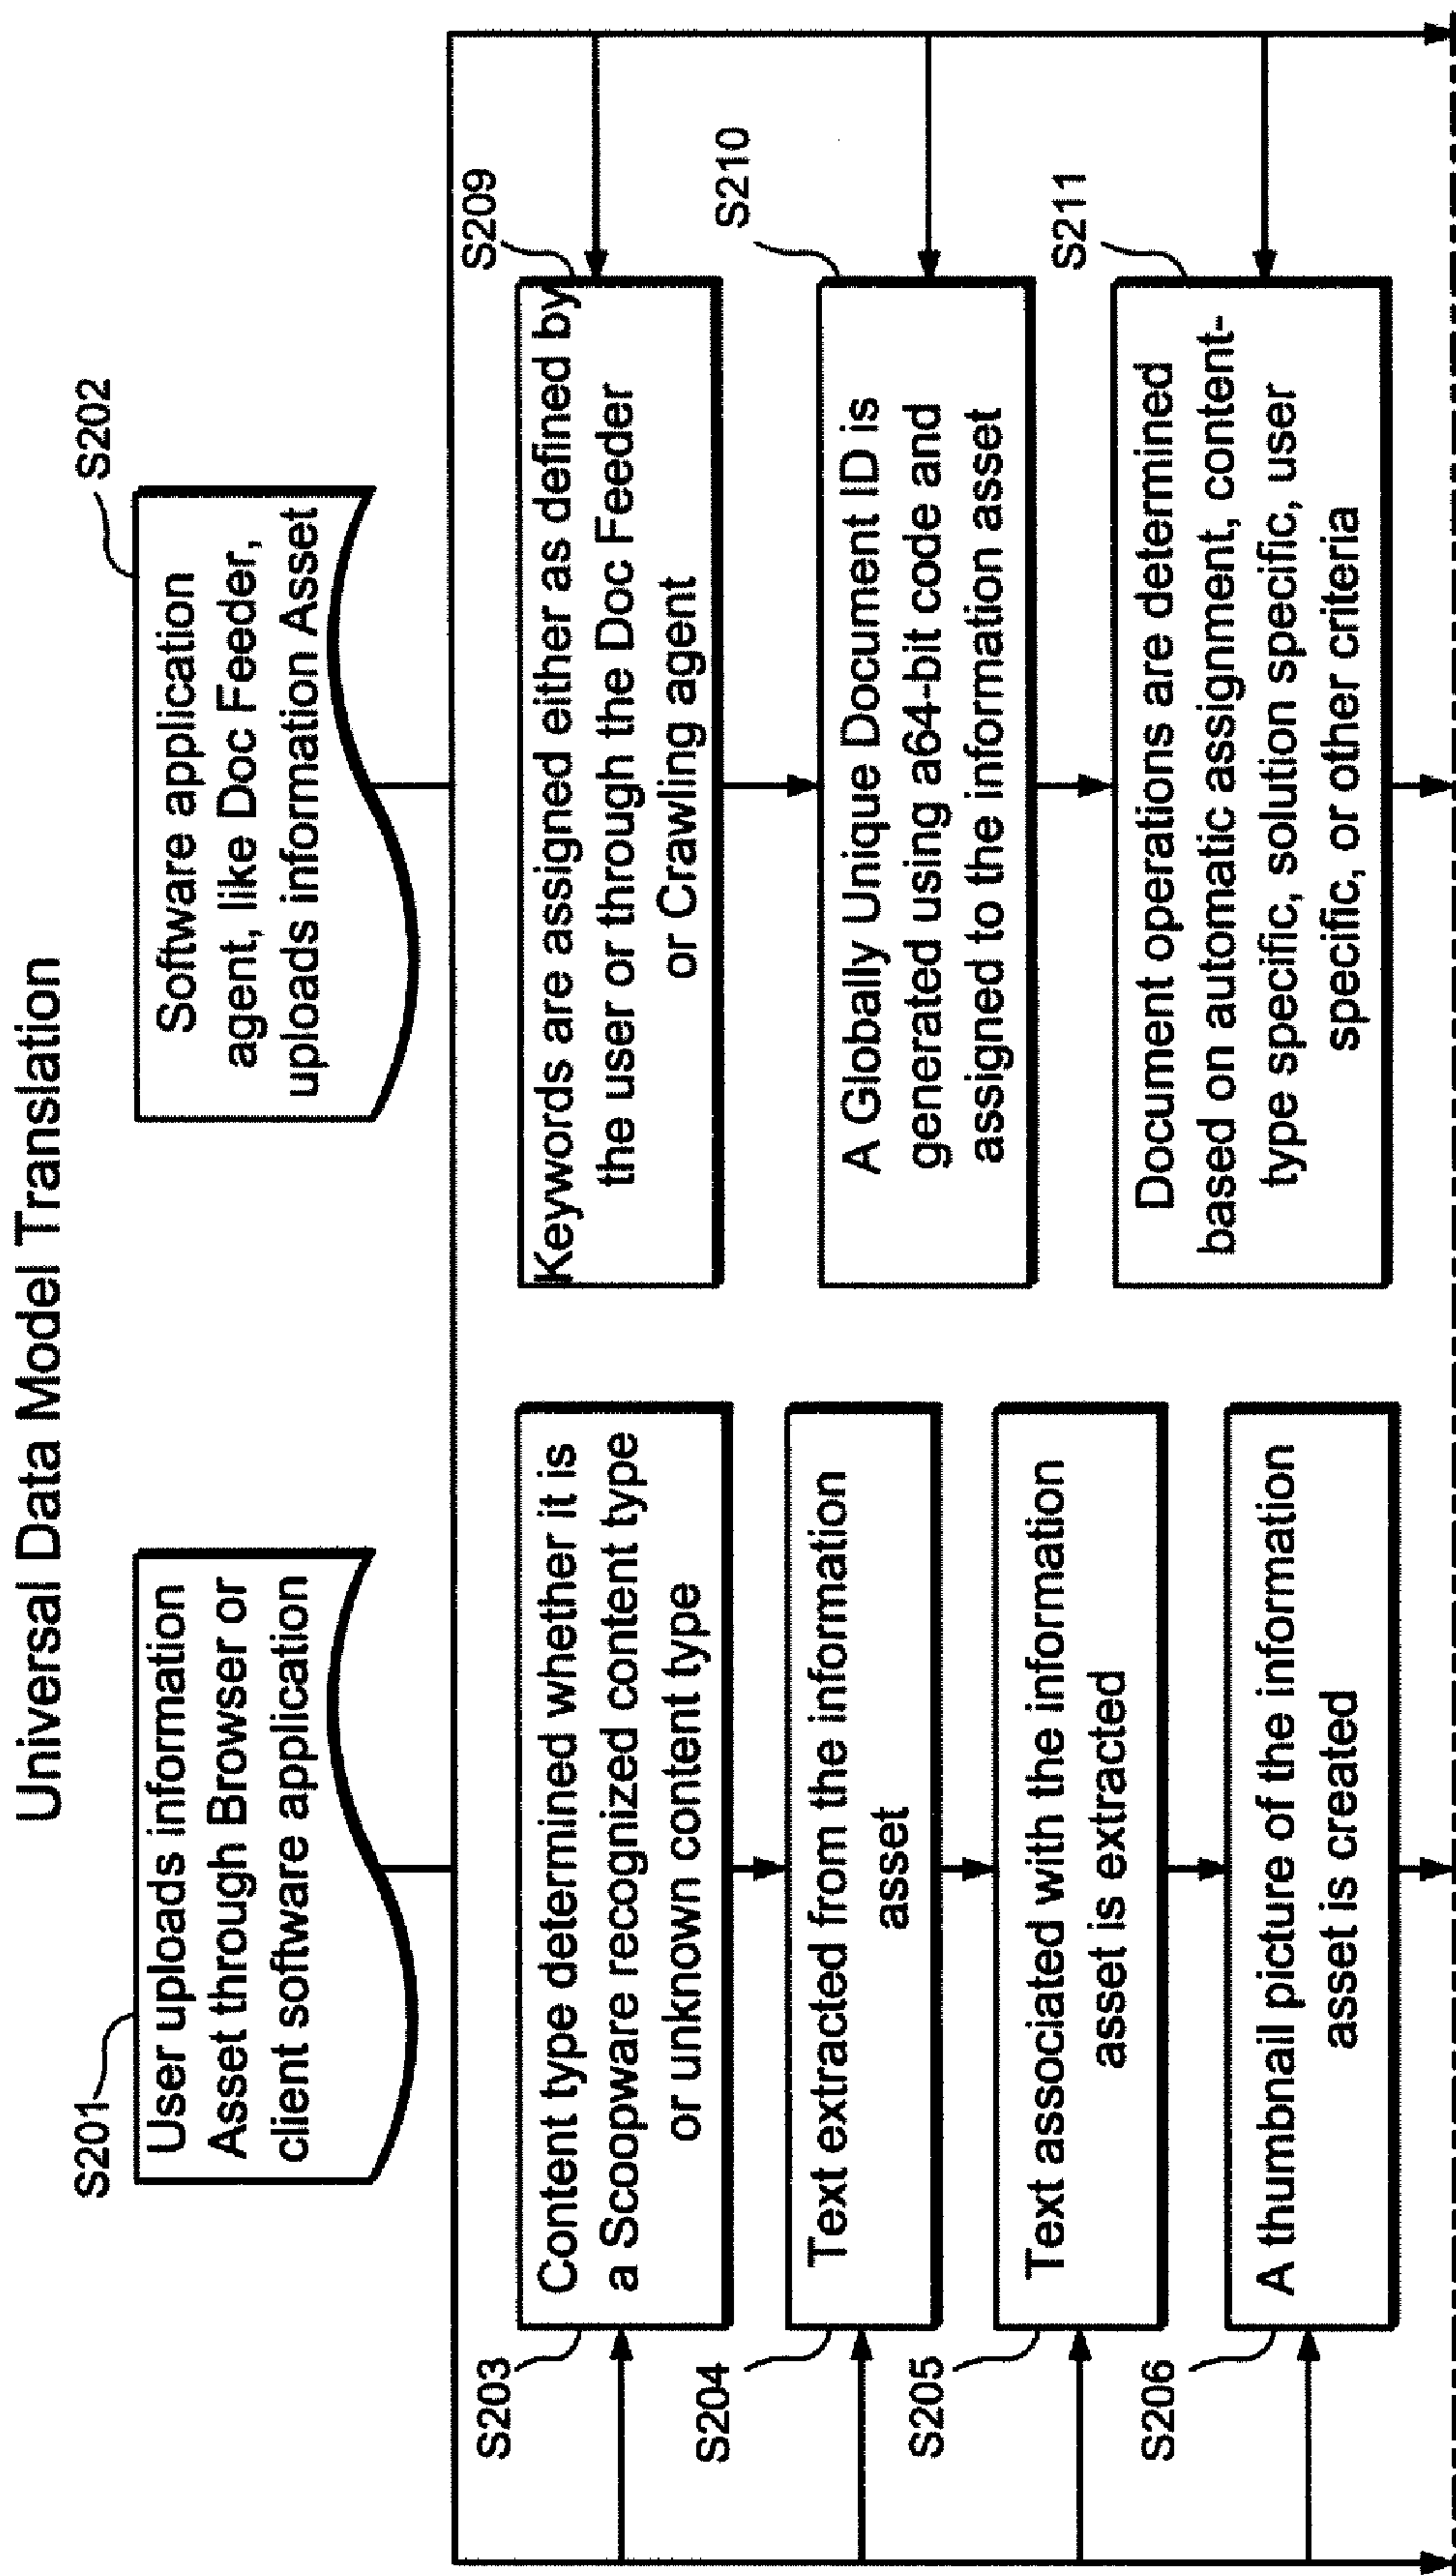 Universal Data Model Translation
S201
User uploads information
Asset through Browser or
client software application
S202
Software application
agent, like Doc Feeder,
uploads information Asset
S203
Content type determined whether it is
a Scoopware recognized content type
or unknown content type
S204
Text extracted from the information
asset
S205
Text associated with the information
asset is extracted
S206
A thumbnail picture of the information
asset is created
S209
Keywords are assigned either as defined by
the user or through the Doc Feeder
or Crawling agent
S210
A Globally Unique Document ID is
generated using a64-bit code and
assigned to the information asset
S211
Document operations are determined
based on automatic assignment, content-
type specific, solution specific, user
specific, or other criteria